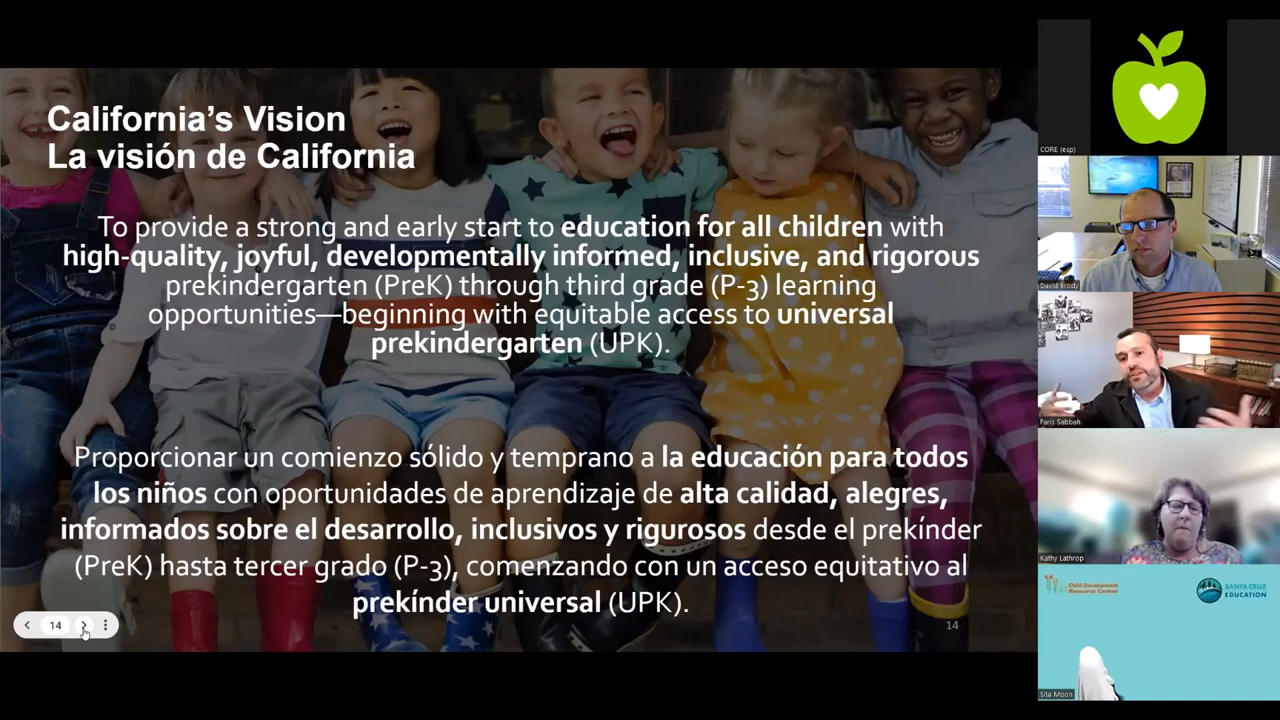 California's Vision
La visión de California
To provide a strong and early start to education for all children with
high-quality, joyful, developmentally informed, inclusive, and rigorous
prekindergarten (PreK) through third grade (P-3) learning
opportunities—beginning with equitable access to universal
prekindergarten (UPK).
Proporcionar un comienzo sólido y temprano a la educación para todos
los niños con oportunidades de aprendizaje de alta calidad, alegres,
informados sobre el desarrollo, inclusivos y rigurosos desde el prekínder
(PreK) hasta tercer grado (P-3), comenzando con un acceso equitativo al
prekínder universal (UPK).
14
14
CORE (esp)
David Brody
Faris Sabbah
Kathy Lathrop
Child Development
Resource Center
SANTA CRUZ
EDUCATION
Sita Moon